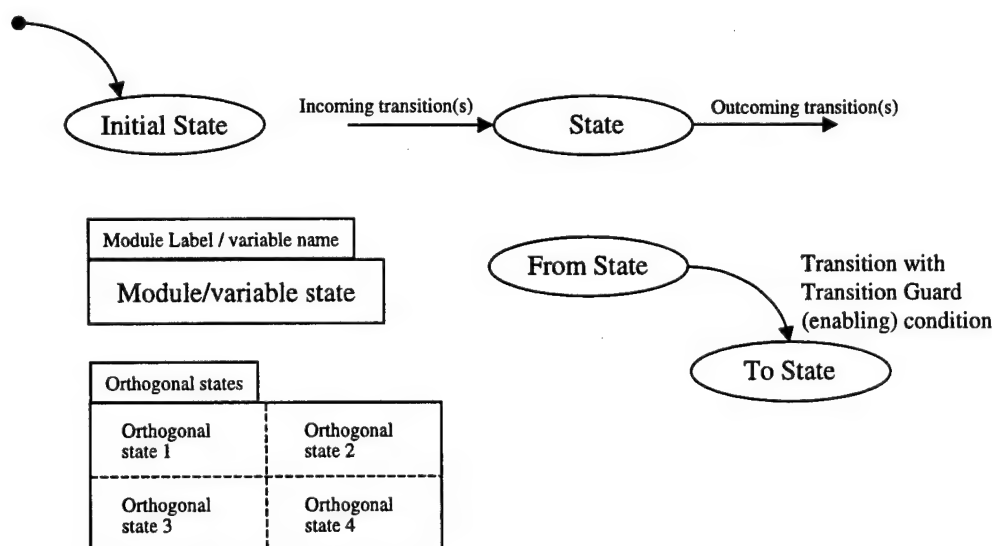 Initial State
Incoming transition(s)
State
Outcoming transition(s)
Module Label / variable name
Module/variable state
From State
Transition with
Transition Guard
(enabling) condition
To State
Orthogonal states
Orthogonal
state 1
Orthogonal
state 2
Orthogonal
state 3
Orthogonal
state 4